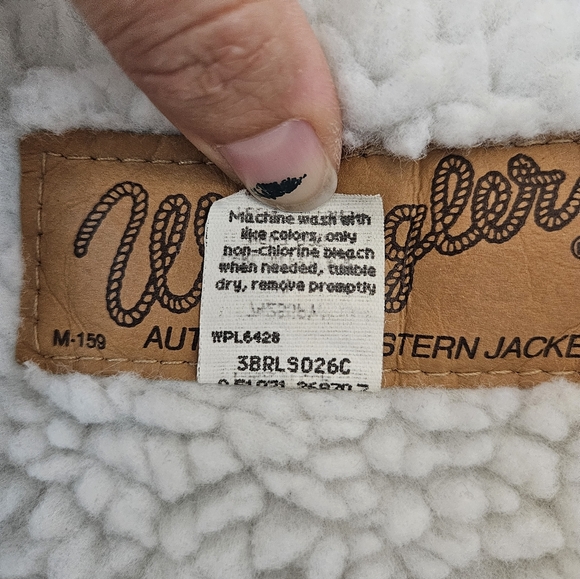 W
gler
®
M-159
AUT
STERN JACKE
Machine wash with
like colors, only
non-chlorine bleach
when needed, tumble
dry, remove promptly
WPL6428
3BRLS026C